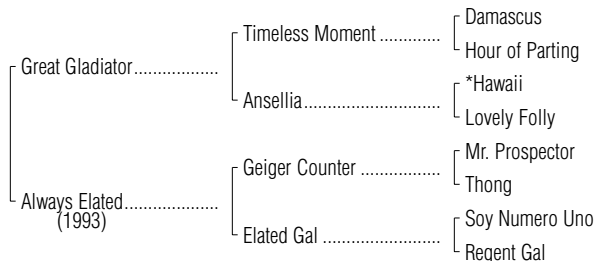 Damascus
Timeless Moment .............
Hour of Parting
Great Gladiator..................
*Hawaii
Ansellia.............................
Lovely Folly
Mr. Prospector
Geiger Counter .................
Thong
Always Elated....................
(1993)
Soy Numero Uno
Elated Gal .........................
Regent Gal